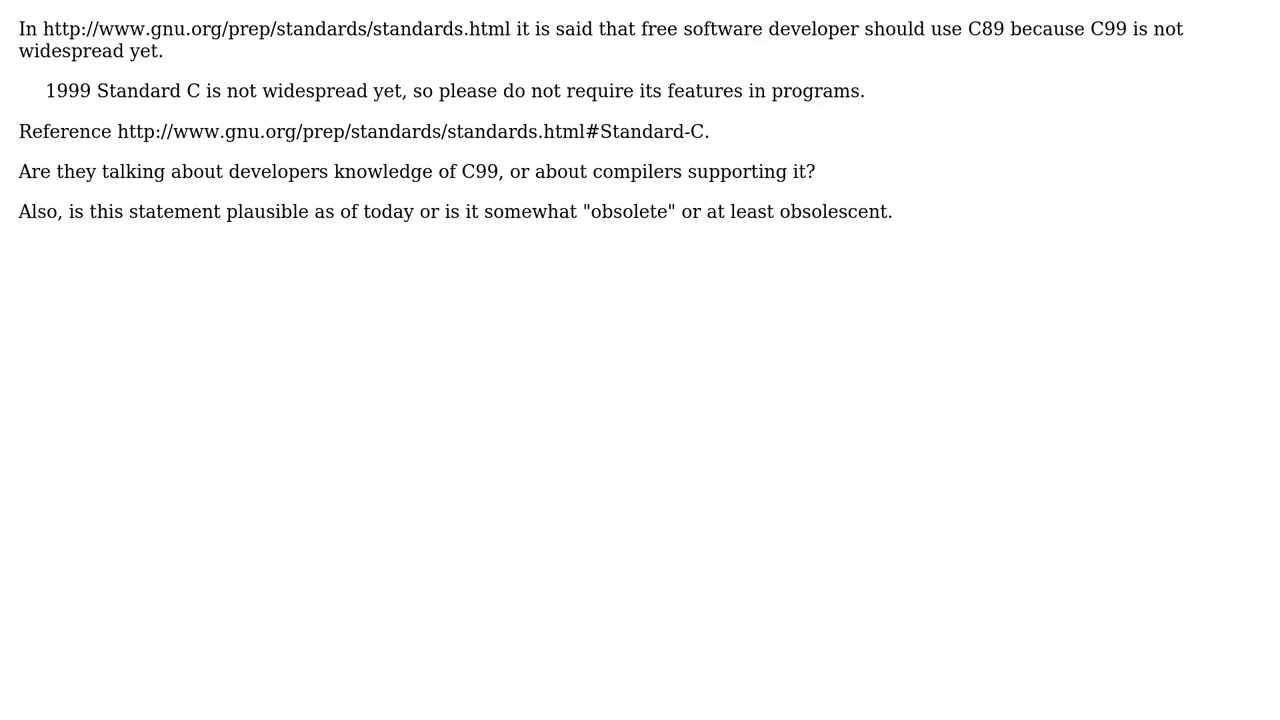 In http://www.gnu.org/prep/standards/standards.html it is said that free software developer should use C89 because C99 is not
widespread yet.
1999 Standard C is not widespread yet, so please do not require its features in programs.
Reference http://www.gnu.org/prep/standards/standards.html#Standard-C.
Are they talking about developers knowledge of C99, or about compilers supporting it?
Also, is this statement plausible as of today or is it somewhat "obsolete" or at least obsolescent.